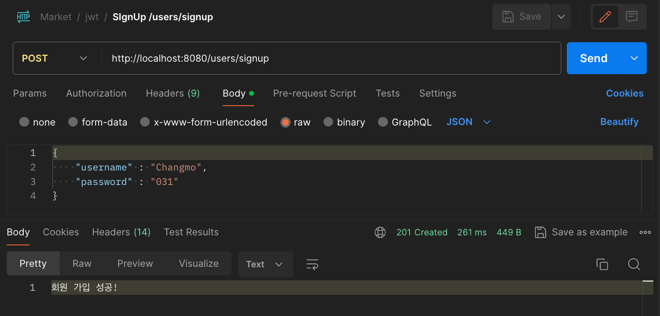 HTTP Market / jwt / SIgnUp /users/signup Save
POST http://localhost:8080/users/signup Send
Params Authorization Headers (9) Body Pre-request Script Tests Settings Cookies
none form-data x-www-form-urlencoded raw binary GraphQL JSON Beautify
1 {
2 "username" : "Changmo",
3 "password" : "031"
4 }
Body Cookies Headers (14) Test Results 201 Created 261 ms 449 B Save as example
Pretty Raw Preview Visualize Text
1 회원 가입 성공!